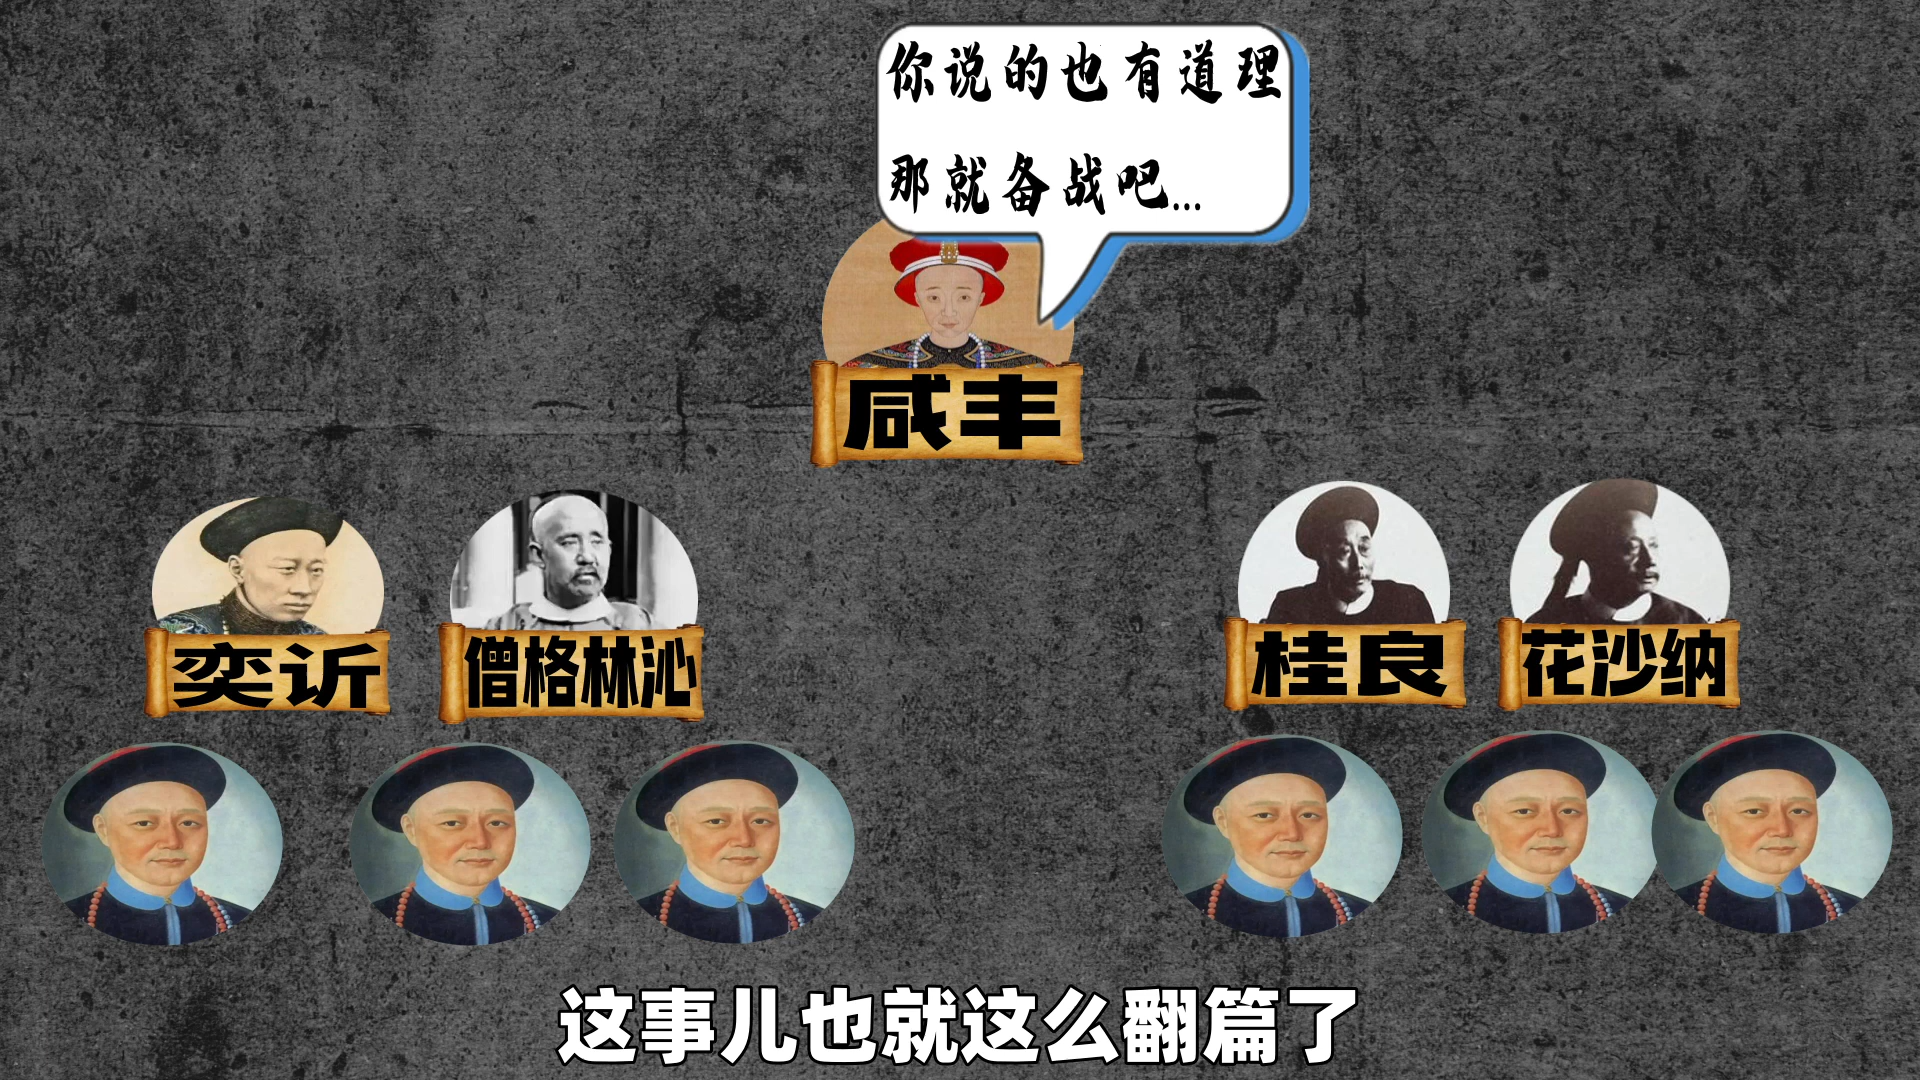 你说的也有道理
那就备战吧...
咸丰
奕䜣
僧格林沁
桂良
花沙纳
这事儿也就这么翻篇了